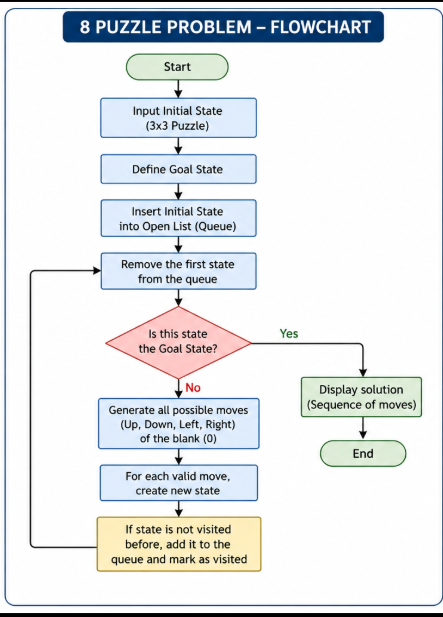 8 PUZZLE PROBLEM – FLOWCHART
Start
Input Initial State
(3x3 Puzzle)
Define Goal State
Insert Initial State
into Open List (Queue)
Remove the first state
from the queue
Is this state
the Goal State?
Yes
No
Display solution
(Sequence of moves)
End
Generate all possible moves
(Up, Down, Left, Right)
of the blank (0)
For each valid move,
create new state
If state is not visited
before, add it to the
queue and mark as visited